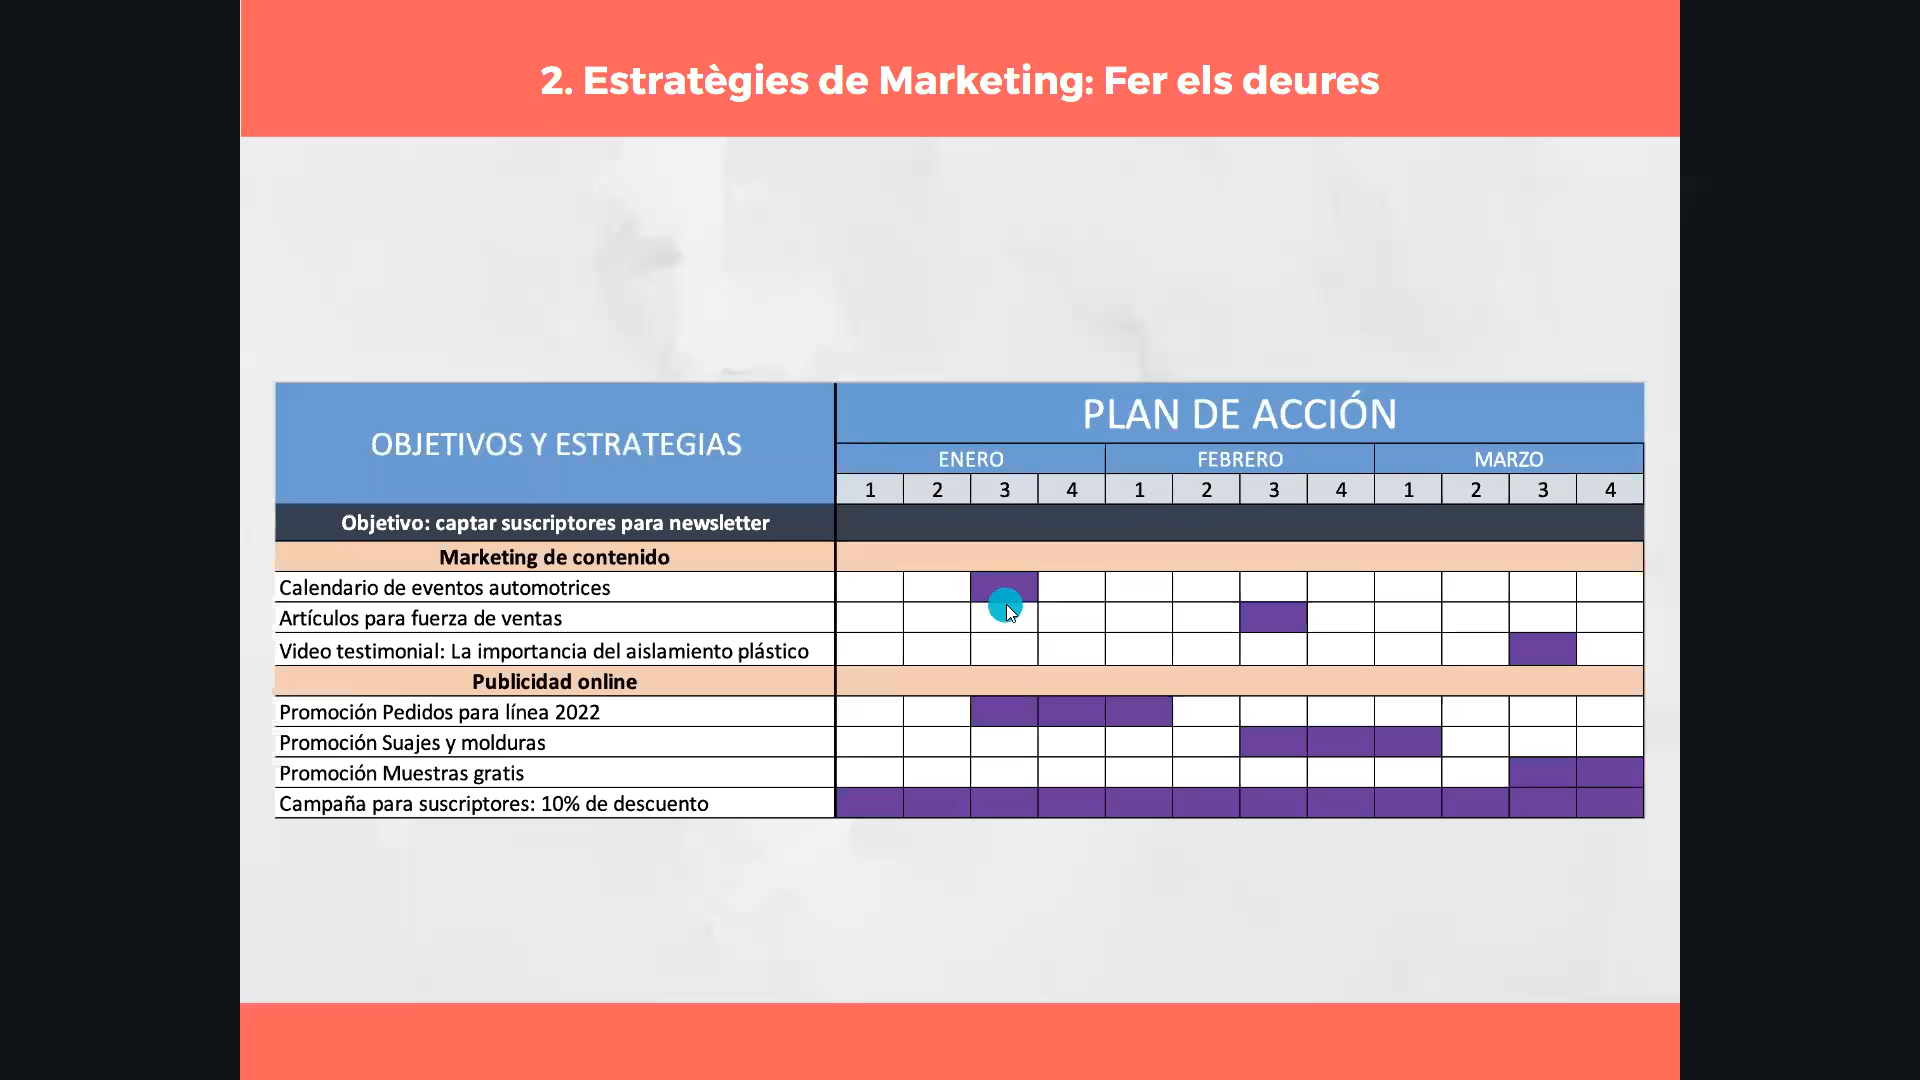 2. Estratègies de Marketing: Fer els deures
OBJETIVOS Y ESTRATEGIAS
PLAN DE ACCIÓN
ENERO FEBRERO MARZO
1 2 3 4 1 2 3 4 1 2 3 4
Objetivo: captar suscriptores para newsletter
Marketing de contenido
Calendario de eventos automotrices
Artículos para fuerza de ventas
Video testimonial: La importancia del aislamiento plástico
Publicidad online
Promoción Pedidos para línea 2022
Promoción Suajes y molduras
Promoción Muestras gratis
Campaña para suscriptores: 10% de descuento